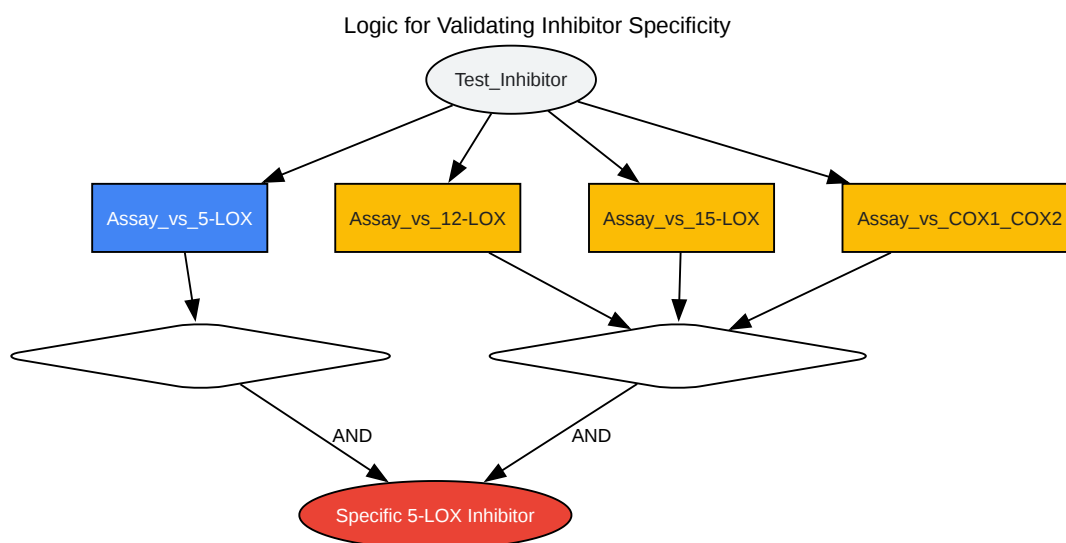 Logic for Validating Inhibitor Specificity
Test_Inhibitor
Assay_vs_5-LOX
Assay_vs_12-LOX
Assay_vs_15-LOX
Assay_vs_COX1_COX2
AND
AND
Specific 5-LOX Inhibitor